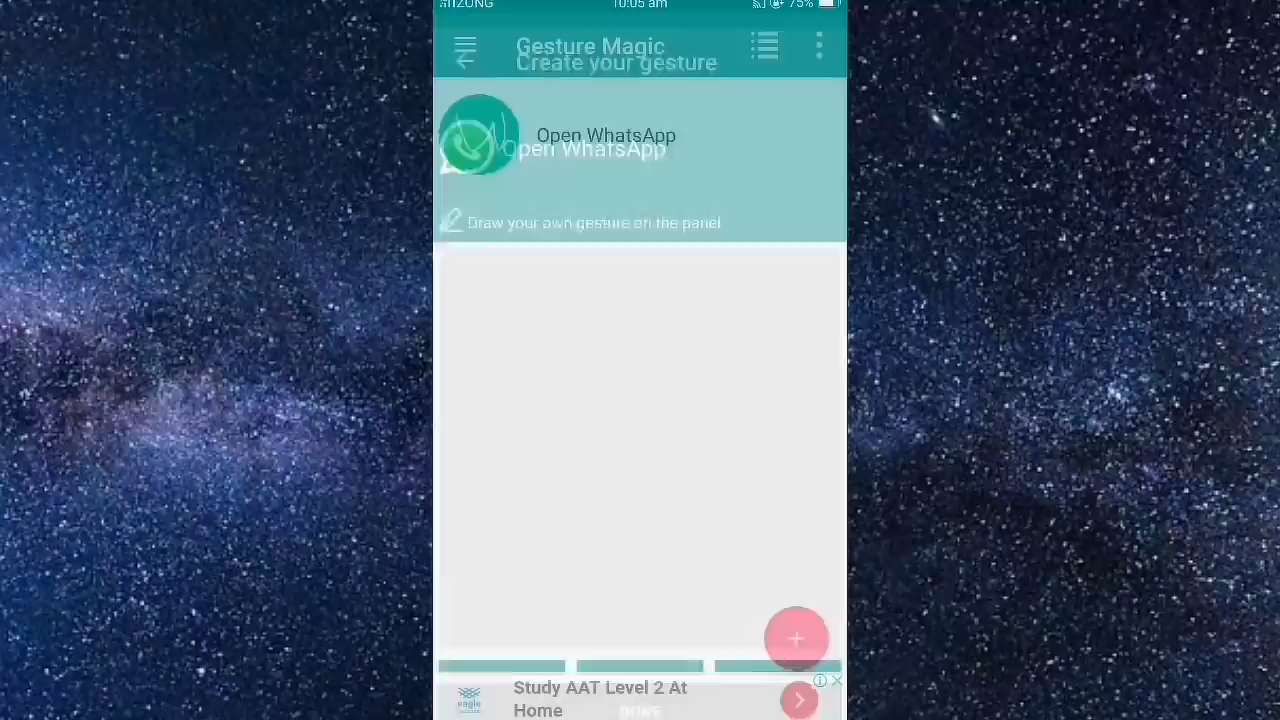 ZONG
10:05 am
75%
Gesture Magic
Create your gesture
Open WhatsApp
Open WhatsApp
Draw your own gesture on the panel
Study AAT Level 2 At
Home
eagle